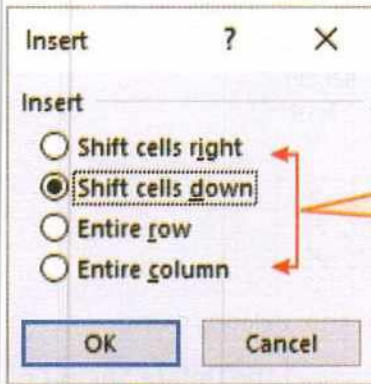 Insert ? ×
Insert
Shift cells right
Shift cells down
Entire row
Entire column
OK Cancel